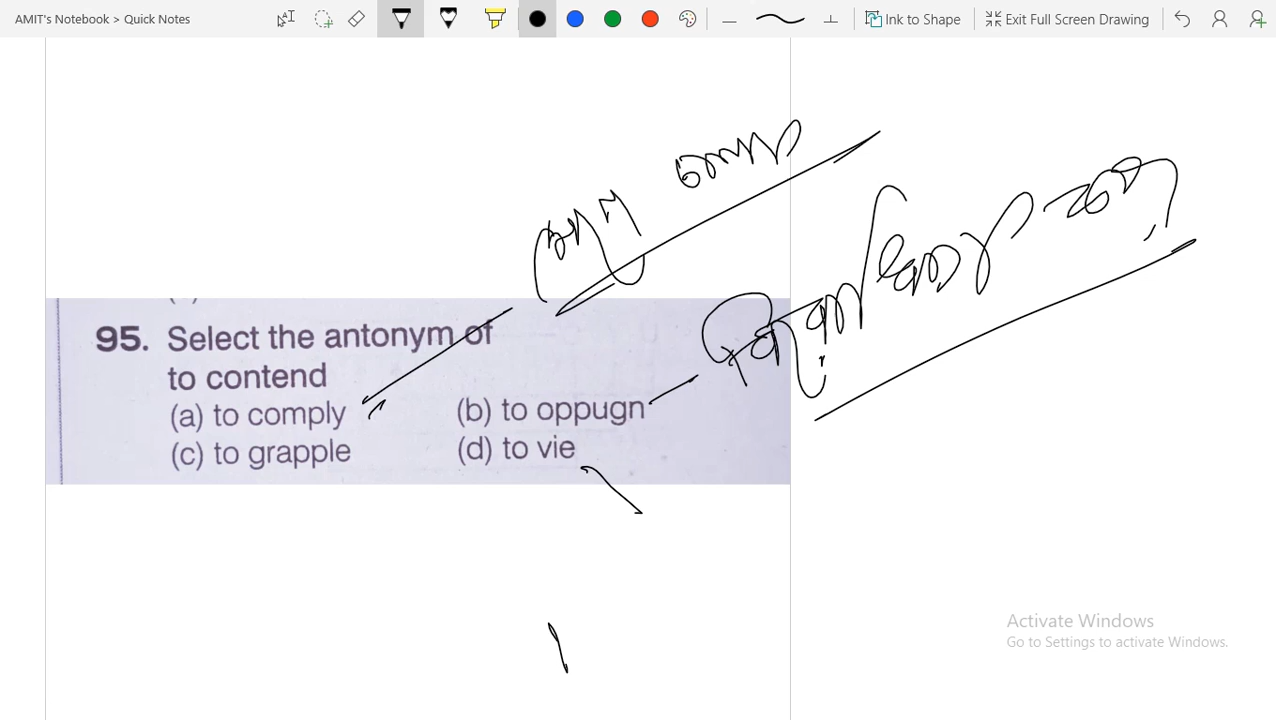 AMIT's Notebook > Quick Notes
Ink to Shape
Exit Full Screen Drawing
95. Select the antonym of
to contend
(a) to comply (b) to oppugn
(c) to grapple (d) to vie
Activate Windows
Go to Settings to activate Windows.